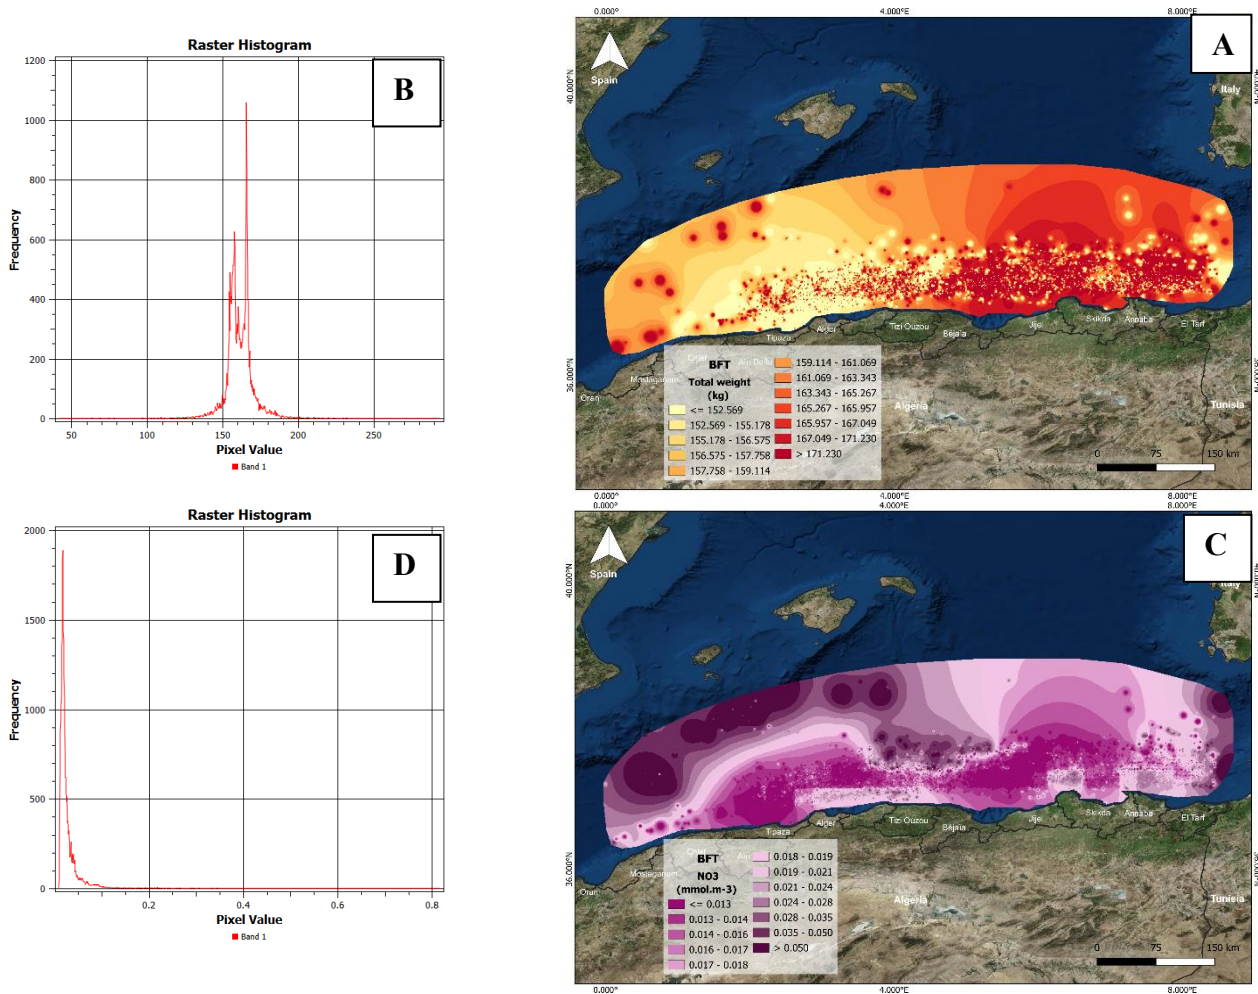 Raster Histogram
B
1200
1000
800
600
400
200
0
Frequency
50 100 150 200 250
Pixel Value
Band 1
0.000° 4.000°E 8.000°E
A
Spain
Italy
40.000°N
36.000°N
Tipaza Alger Tizi Ouzou Béjaïa Jijel Skikda Annaba El Tarf
Mostaganem
Oran
Algeria
Tunisia
BFT
Total weight
(kg)
<= 152.569
152.569 - 155.178
155.178 - 156.575
156.575 - 157.758
157.758 - 159.114
159.114 - 161.069
161.069 - 163.343
163.343 - 165.267
165.267 - 165.957
165.957 - 167.049
167.049 - 171.230
> 171.230
0 75 150 km
0.000° 4.000°E 8.000°E
Raster Histogram
D
2000
1500
1000
500
0
Frequency
0.2 0.4 0.6 0.8
Pixel Value
Band 1
0.000° 4.000°E 8.000°E
C
Spain
Italy
40.000°N
36.000°N
Tipaza Alger Tizi Ouzou Béjaïa Jijel Skikda Annaba El Tarf
Mostaganem
Oran
Algeria
Tunisia
BFT
NO3
(mmol.m-3)
<= 0.013
0.013 - 0.014
0.014 - 0.016
0.016 - 0.017
0.017 - 0.018
0.018 - 0.019
0.019 - 0.021
0.021 - 0.024
0.024 - 0.028
0.028 - 0.035
0.035 - 0.050
> 0.050
0 75 150 km
0.000° 4.000°E 8.000°E